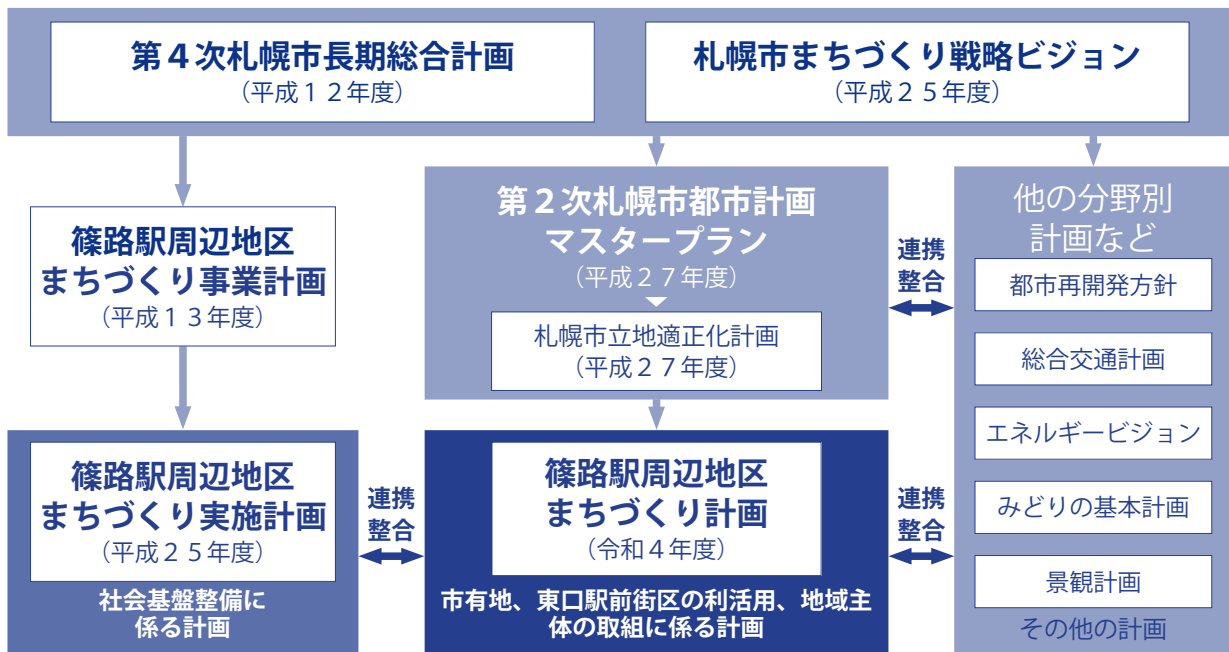 第４次札幌市長期総合計画
（平成１２年度）
札幌市まちづくり戦略ビジョン
（平成２５年度）
篠路駅周辺地区
まちづくり事業計画
（平成１３年度）
第２次札幌市都市計画
マスタープラン
（平成２７年度）
札幌市立地適正化計画
（平成２７年度）
連携
整合
他の分野別
計画など
都市再開発方針
総合交通計画
エネルギービジョン
みどりの基本計画
景観計画
その他の計画
篠路駅周辺地区
まちづくり実施計画
（平成２５年度）
社会基盤整備に
係る計画
連携
整合
篠路駅周辺地区
まちづくり計画
（令和４年度）
市有地、東口駅前街区の利活用、地域主
体の取組に係る計画
連携
整合